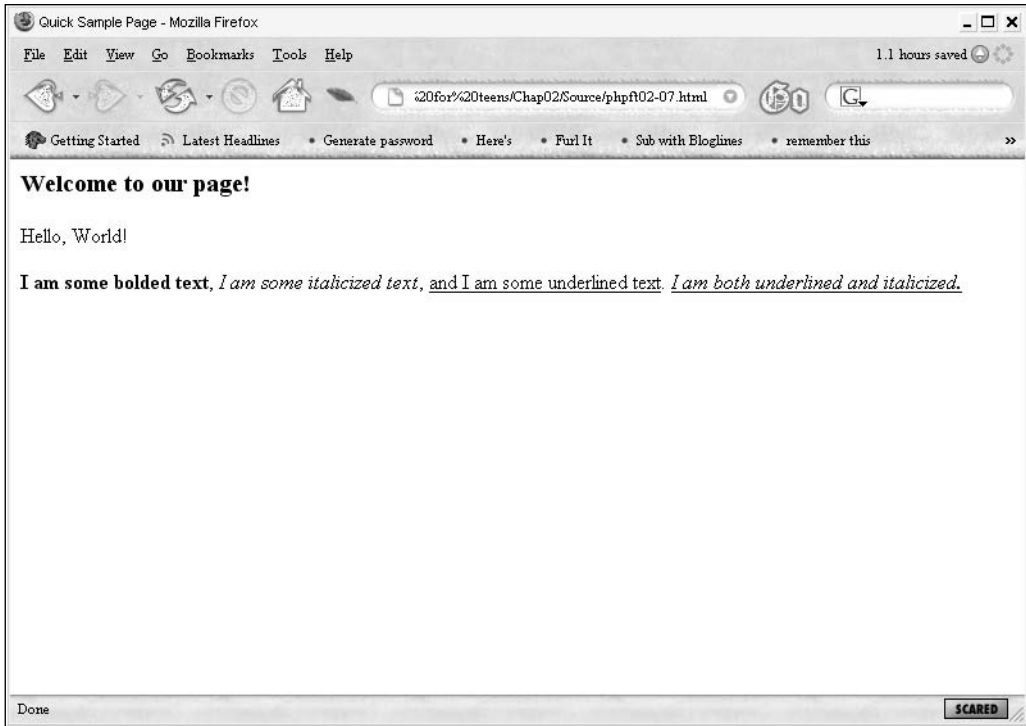 Quick Sample Page - Mozilla Firefox
File Edit View Go Bookmarks Tools Help 1.1 hours saved
%20for%20teens/Chap02/Source/phpft02-07.html Go G
Getting Started Latest Headlines • Generate password • Here's • Furl It • Sub with Bloglines • remember this »
Welcome to our page!
Hello, World!
I am some bolded text, I am some italicized text, and I am some underlined text. I am both underlined and italicized.
Done SCARED